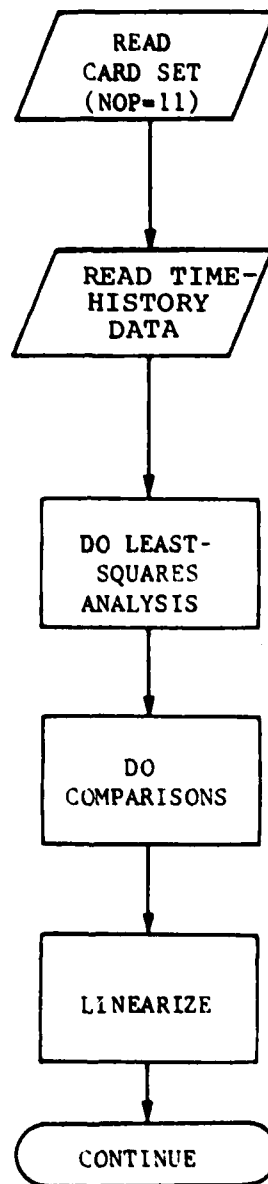 READ
CARD SET
(NOP=11)
READ TIME-
HISTORY
DATA
DO LEAST-
SQUARES
ANALYSIS
DO
COMPARISONS
LINEARIZE
CONTINUE